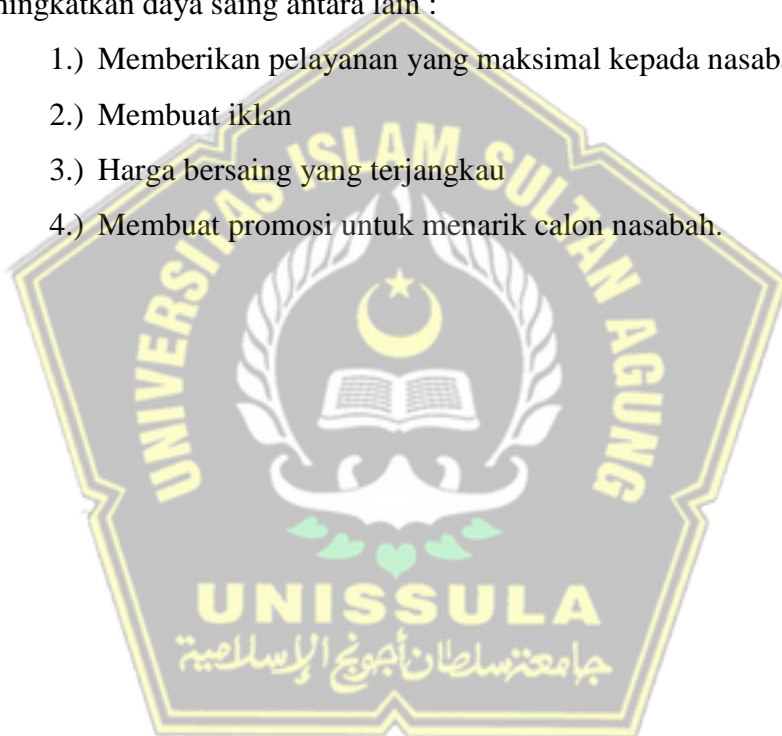 ningkatkan daya saing antara lain :
1.) Memberikan pelayanan yang maksimal kepada nasab
2.) Membuat iklan
3.) Harga bersaing yang terjangkau
4.) Membuat promosi untuk menarik calon nasabah.
UNIVERSITAS ISLAM SULTAN AGUNG
UNISSULA
جامعة سلطان أجونج الإسلامية